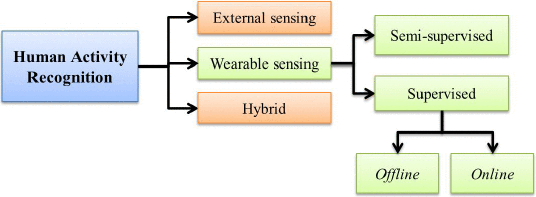 External sensing
Human Activity
Recognition
Wearable sensing
Hybrid
Semi-supervised
Supervised
Offline
Online